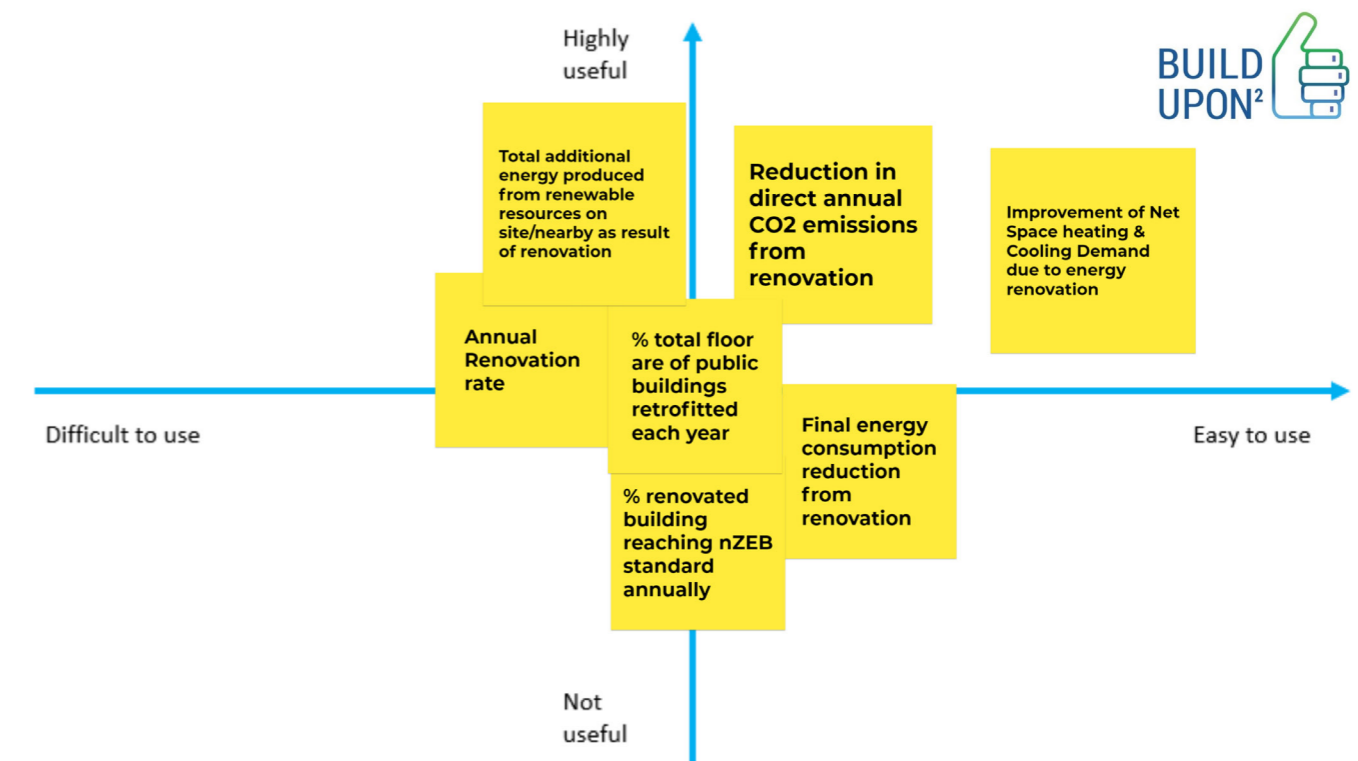 Highly
useful
BUILD
UPON²
Total additional
energy produced
from renewable
resources on
site/nearby as result
of renovation
Reduction in
direct annual
CO2 emissions
from
renovation
Improvement of Net
Space heating &
Cooling Demand
due to energy
renovation
Annual
Renovation
rate
% total floor
are of public
buildings
retrofitted
each year
Difficult to use
Final energy
consumption
reduction
from
renovation
Easy to use
% renovated
building
reaching nZEB
standard
annually
Not
useful